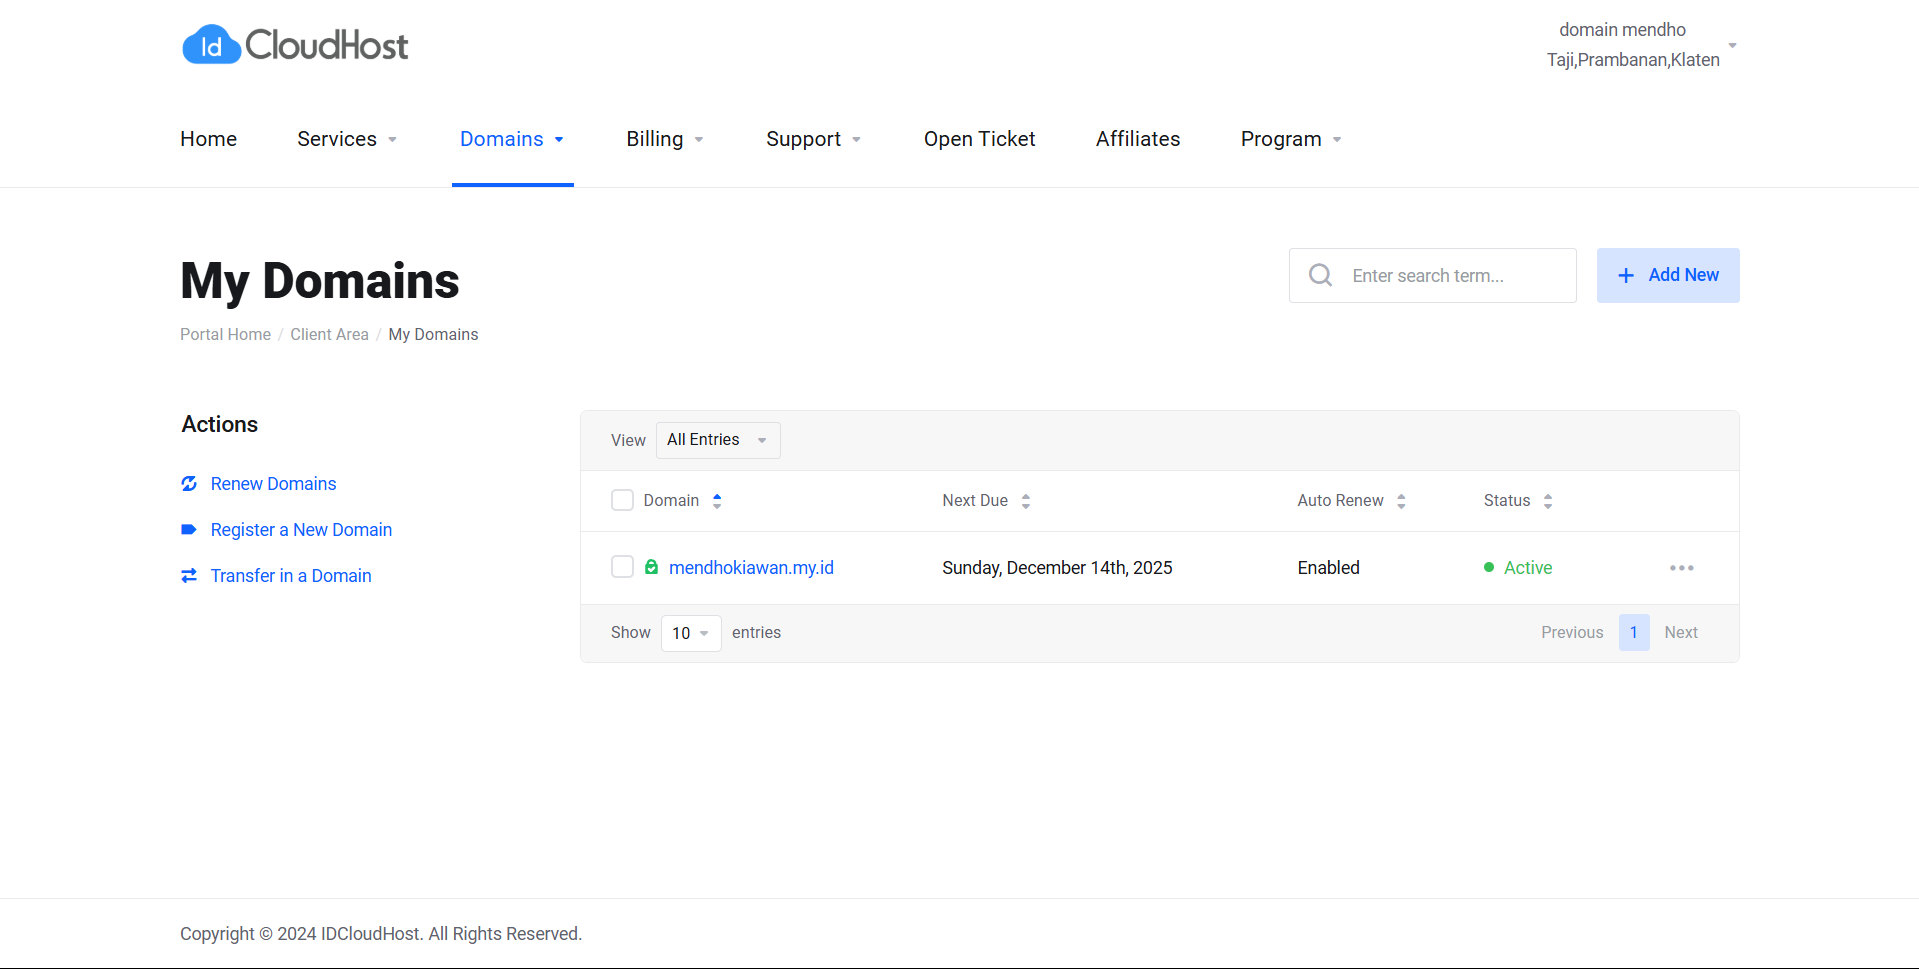 Id CloudHost
domain mendho
Taji,Prambanan,Klaten
Home Services Domains Billing Support Open Ticket Affiliates Program
My Domains
Enter search term...
Add New
Portal Home / Client Area / My Domains
Actions
Renew Domains
Register a New Domain
Transfer in a Domain
View All Entries
Domain Next Due Auto Renew Status
mendhokiawan.my.id Sunday, December 14th, 2025 Enabled Active
Show 10 entries Previous 1 Next
Copyright © 2024 IDCloudHost. All Rights Reserved.